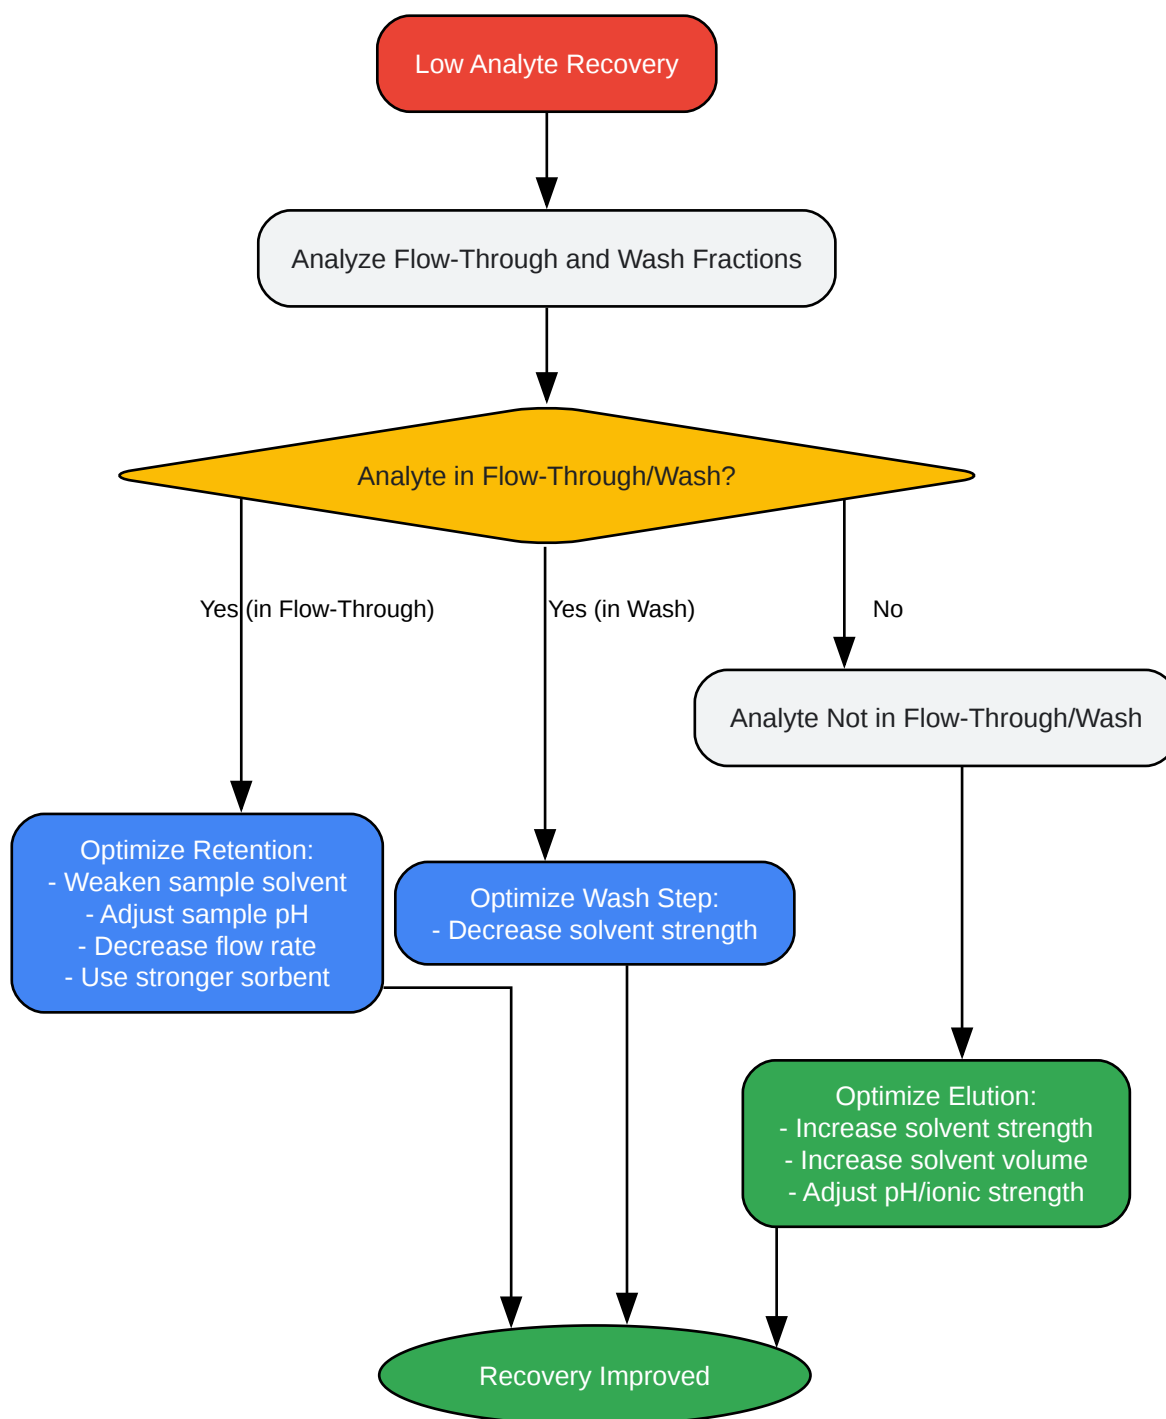 Low Analyte Recovery
Analyze Flow-Through and Wash Fractions
Analyte in Flow-Through/Wash?
Yes (in Flow-Through)
Yes (in Wash)
No
Analyte Not in Flow-Through/Wash
Optimize Retention:
- Weaken sample solvent
- Adjust sample pH
- Decrease flow rate
- Use stronger sorbent
Optimize Wash Step:
- Decrease solvent strength
Optimize Elution:
- Increase solvent strength
- Increase solvent volume
- Adjust pH/ionic strength
Recovery Improved